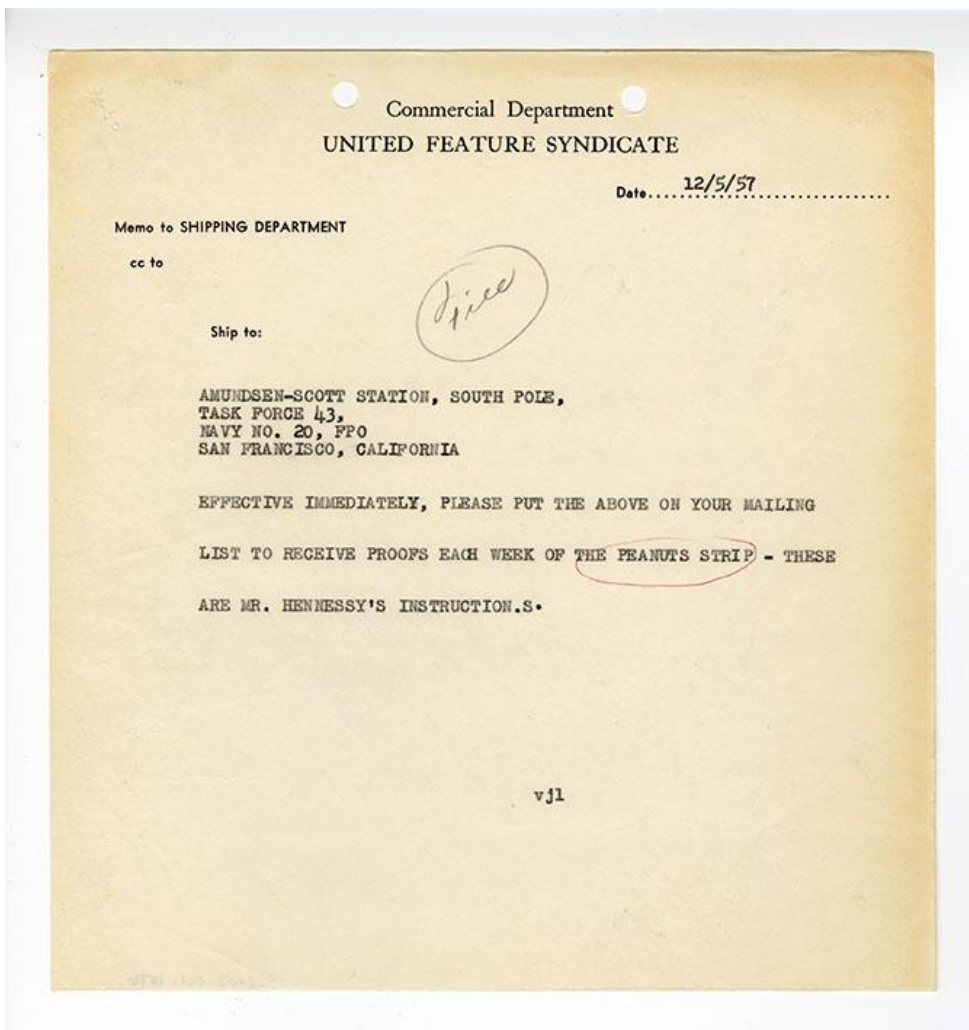 Commercial Department
UNITED FEATURE SYNDICATE
Date.... 12/5/57
Memo to SHIPPING DEPARTMENT
cc to
File
Ship to:
AMUNDSEN-SCOTT STATION, SOUTH POLE,
TASK FORCE 43,
NAVY NO. 20, FPO
SAN FRANCISCO, CALIFORNIA
EFFECTIVE IMMEDIATELY, PLEASE PUT THE ABOVE ON YOUR MAILING
LIST TO RECEIVE PROOFS EACH WEEK OF THE PEANUTS STRIP - THESE
ARE MR. HENNESSY'S INSTRUCTION.S.
vjl